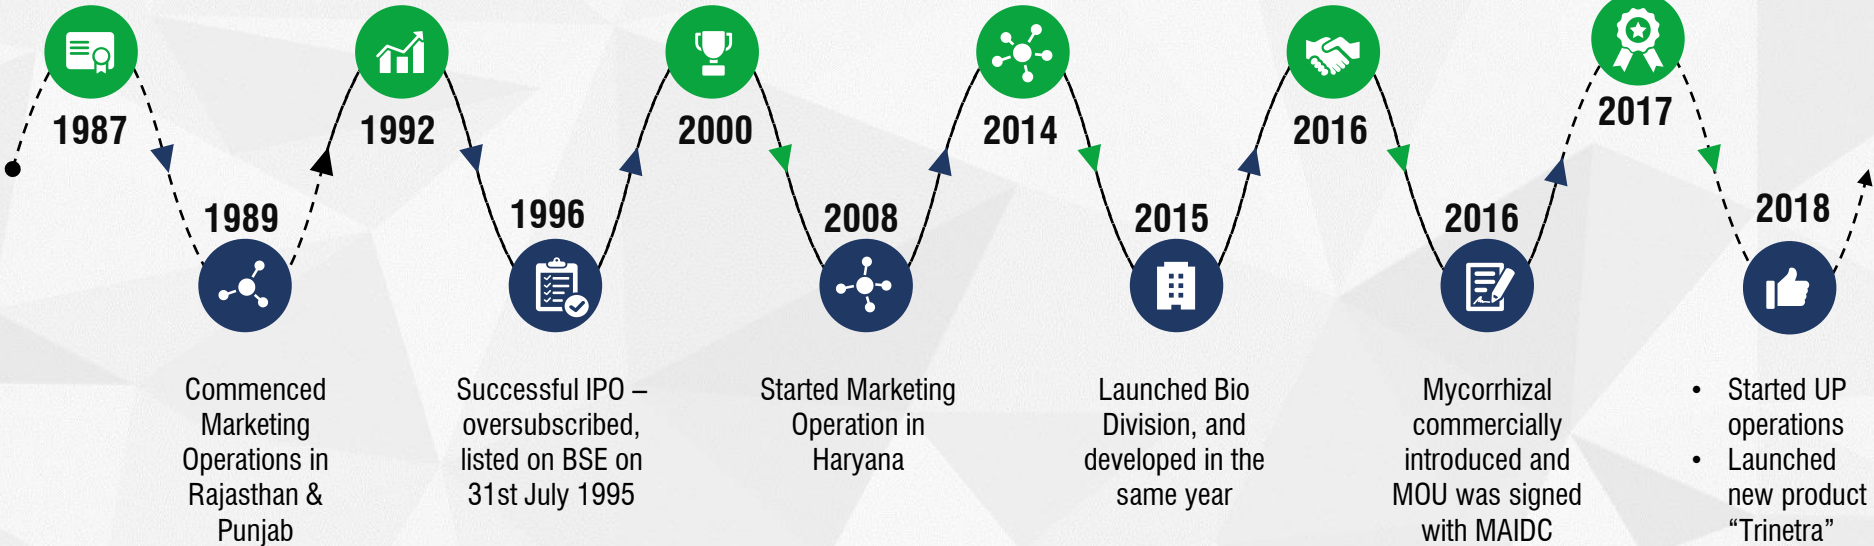 1987
1992
2000
2014
2016
2017
1989
1996
2008
2015
2016
2018
Commenced
Marketing
Operations in
Rajasthan &
Punjab
Successful IPO –
oversubscribed,
listed on BSE on
31st July 1995
Started Marketing
Operation in
Haryana
Launched Bio
Division, and
developed in the
same year
Mycorrhizal
commercially
introduced and
MOU was signed
with MAIDC
• Started UP
operations
• Launched
new product
“Trinetra”